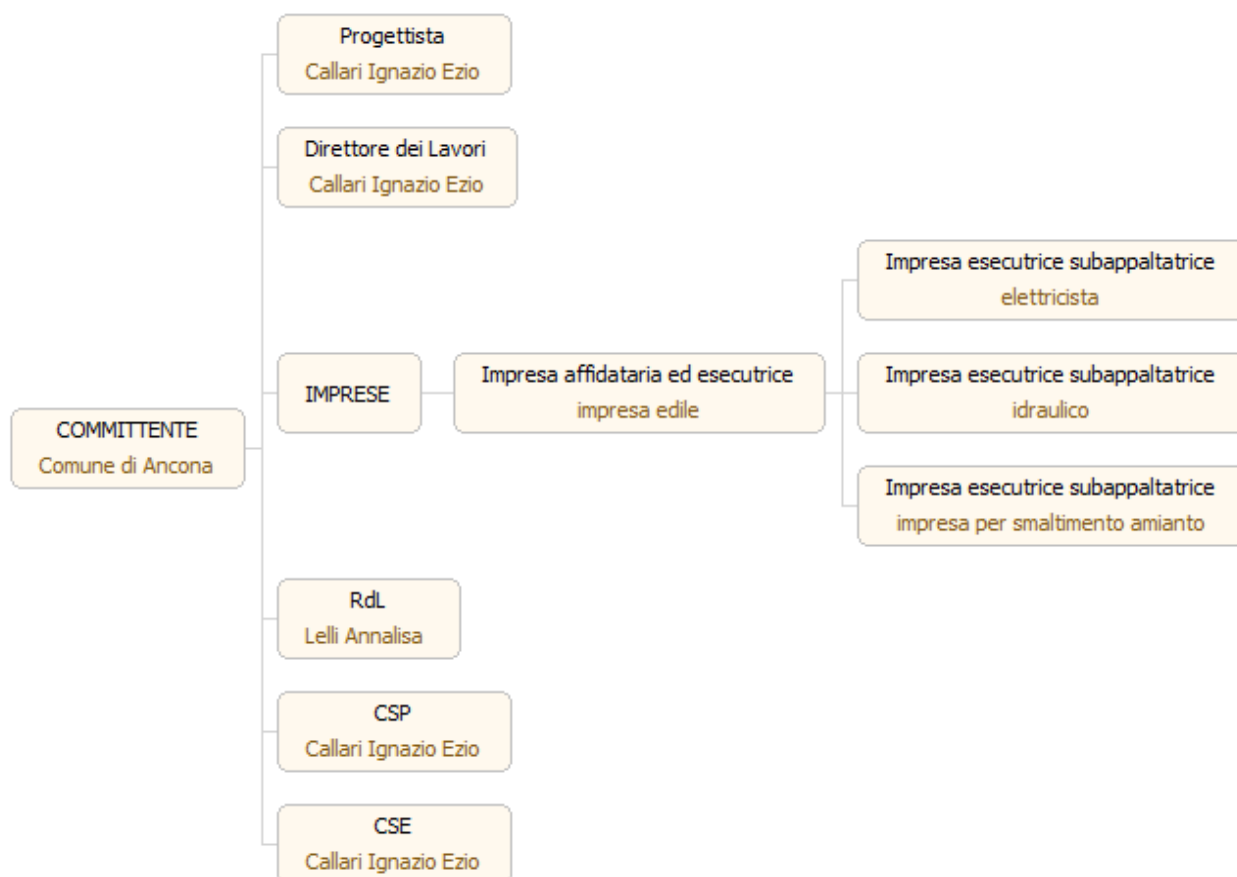 Progettista
Callari Ignazio Ezio
Direttore dei Lavori
Callari Ignazio Ezio
Impresa esecutrice subappaltatrice
elettricista
IMPRESE
Impresa affidataria ed esecutrice
impresa edile
Impresa esecutrice subappaltatrice
idraulico
COMMITTENTE
Comune di Ancona
Impresa esecutrice subappaltatrice
impresa per smaltimento amianto
RdL
Lelli Annalisa
CSP
Callari Ignazio Ezio
CSE
Callari Ignazio Ezio